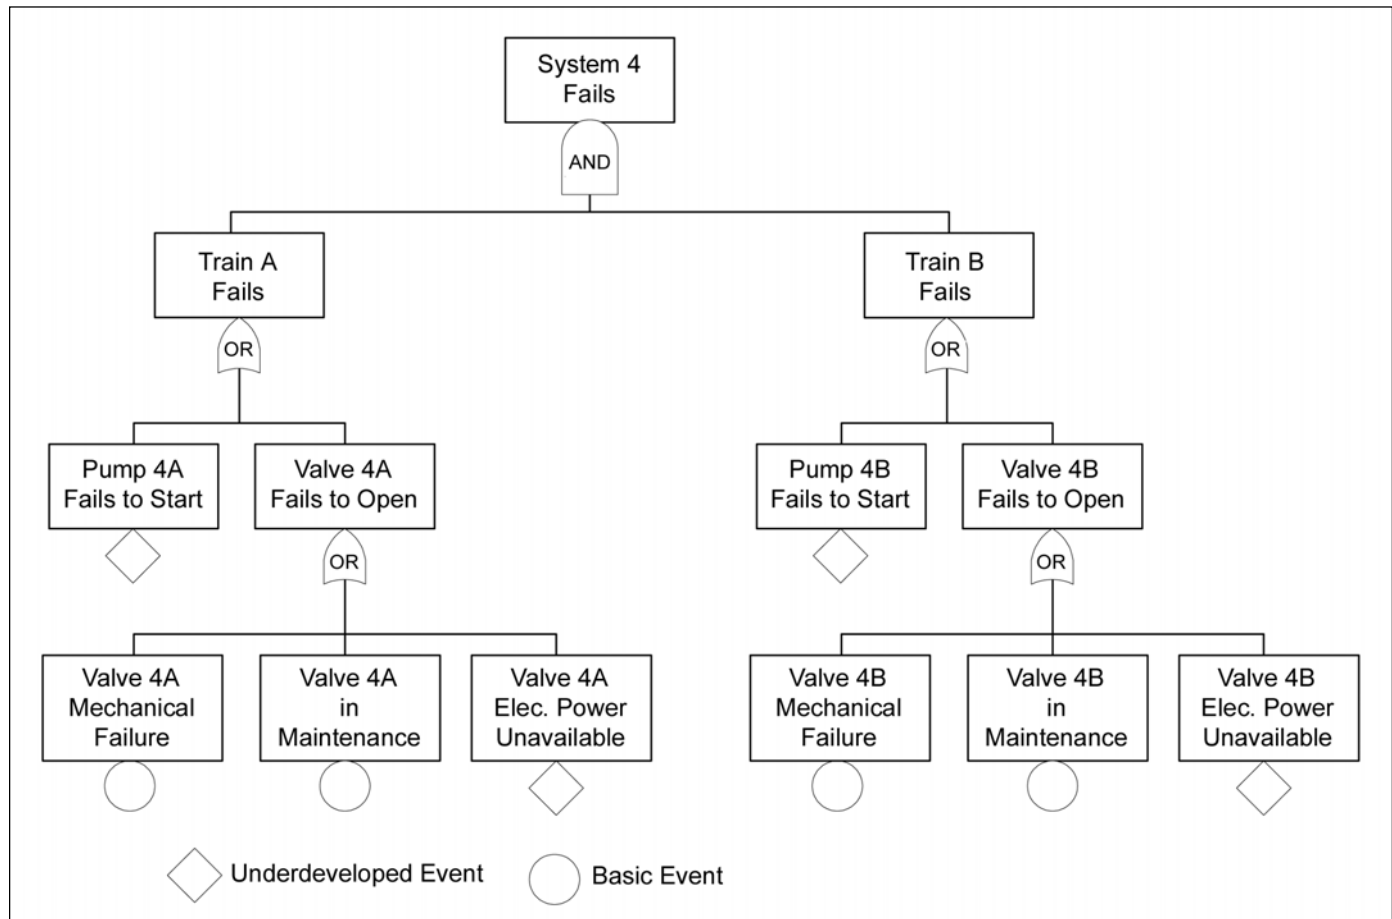 System 4
Fails
AND
Train A
Fails
Train B
Fails
OR
OR
Pump 4A
Fails to Start
Valve 4A
Fails to Open
Pump 4B
Fails to Start
Valve 4B
Fails to Open
OR
OR
Valve 4A
Mechanical
Failure
Valve 4A
in
Maintenance
Valve 4A
Elec. Power
Unavailable
Valve 4B
Mechanical
Failure
Valve 4B
in
Maintenance
Valve 4B
Elec. Power
Unavailable
Underdeveloped Event
Basic Event